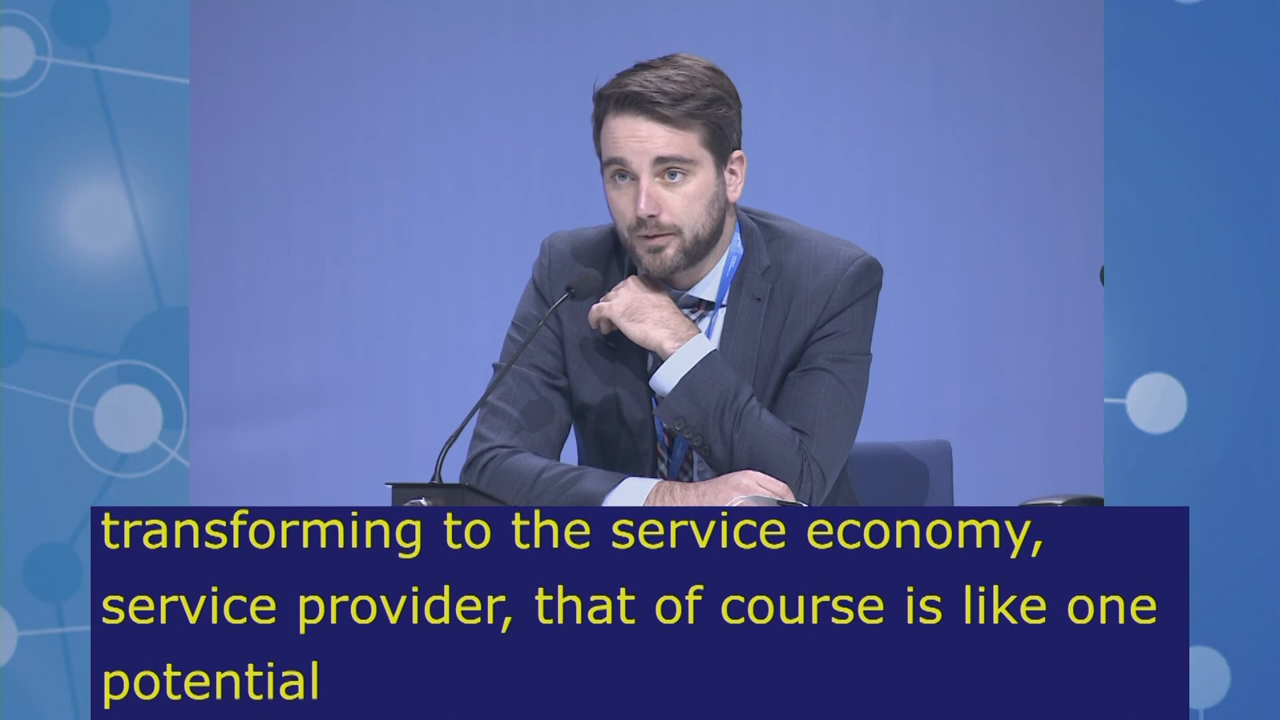 transforming to the service economy,
service provider, that of course is like one
potential